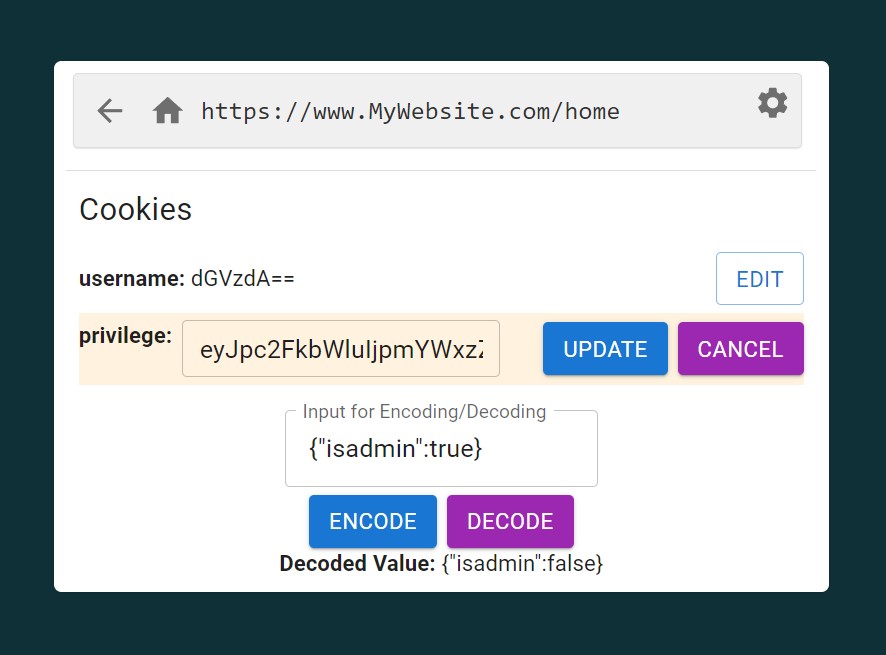 https://www.MyWebsite.com/home
Cookies
username: dGVzdA==
EDIT
privilege:
eyJpc2FkbWluIjpmYWxzZ
UPDATE
CANCEL
Input for Encoding/Decoding
{"isadmin":true}
ENCODE
DECODE
Decoded Value: {"isadmin":false}